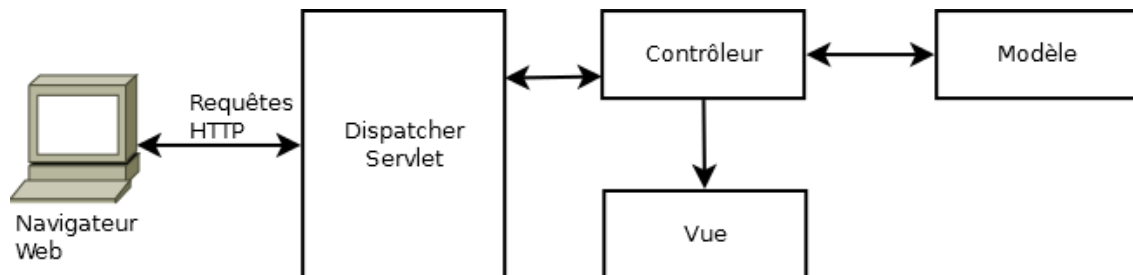 Requêtes
HTTP
Navigateur
Web
Dispatcher
Servlet
Contrôleur
Modèle
Vue